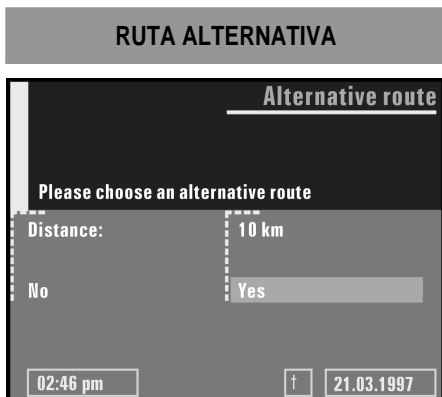 RUTA ALTERNATIVA
Alternative route
Please choose an alternative route
Distance: 10 km
No Yes
02:46 pm † 21.03.1997